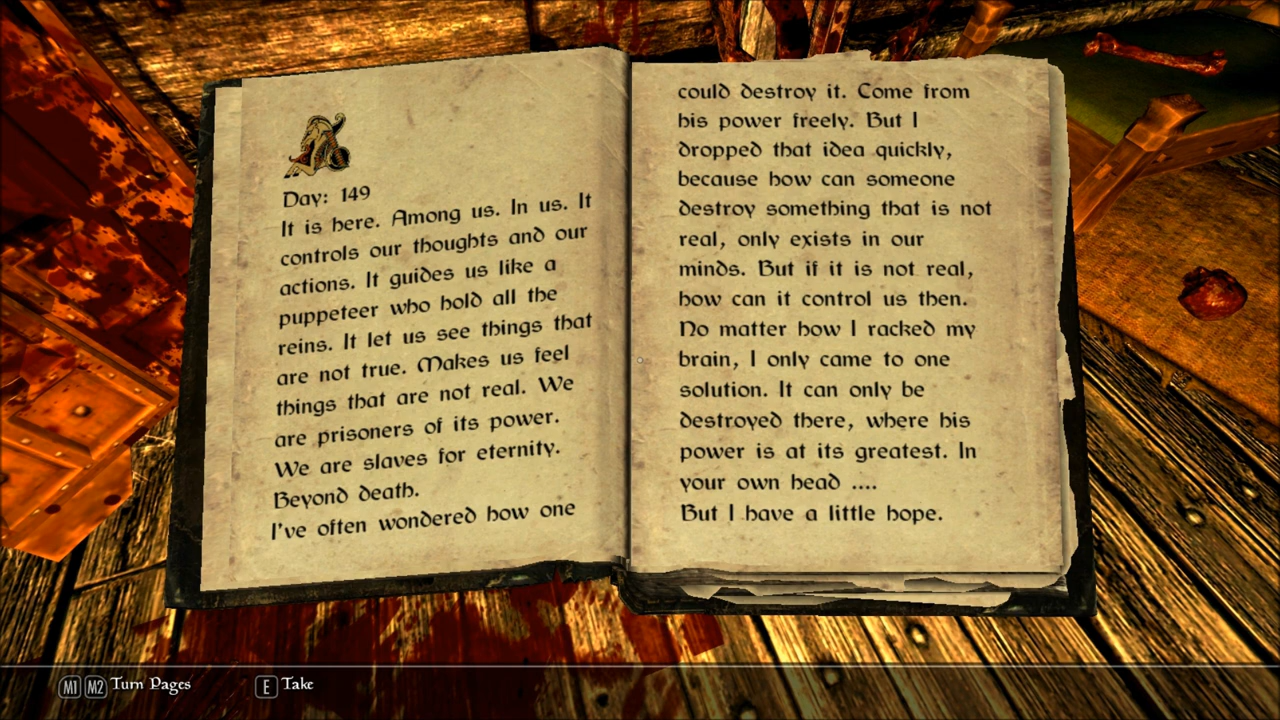 Day: 149
It is here. Among us. In us. It
controls our thoughts and our
actions. It guides us like a
puppeteer who hold all the
reins. It let us see things that
are not true. Makes us feel
things that are not real. We
are prisoners of its power.
We are slaves for eternity.
Beyond death.
I've often wondered how one
could destroy it. Come from
his power freely. But I
dropped that idea quickly,
because how can someone
destroy something that is not
real, only exists in our
minds. But if it is not real,
how can it control us then.
No matter how I racked my
brain, I only came to one
solution. It can only be
destroyed there, where his
power is at its greatest. In
your own head ....
But I have a little hope.
M1 M2 Turn Pages
E Take